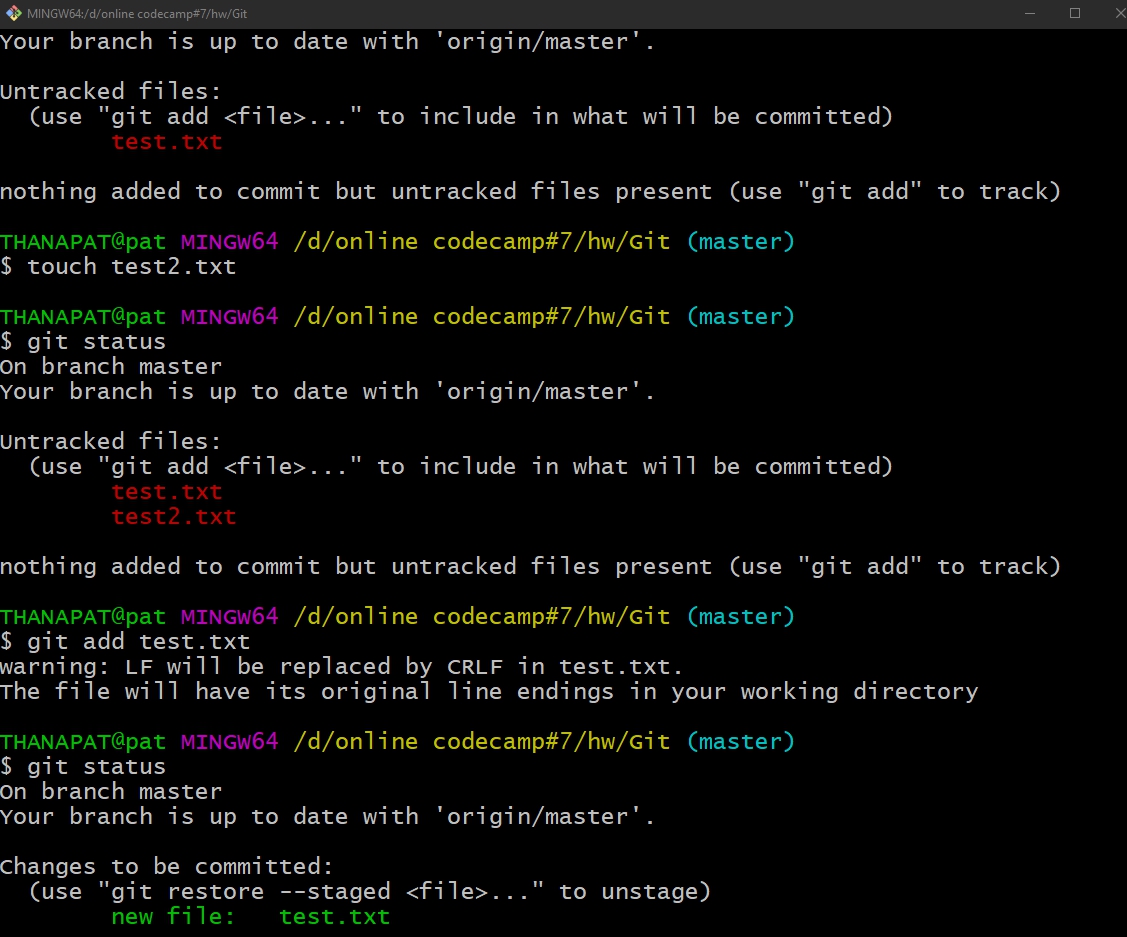 MINGW64:/d/online codecamp#7/hw/Git
Your branch is up to date with 'origin/master'.
Untracked files:
  (use "git add <file>..." to include in what will be committed)
        test.txt
nothing added to commit but untracked files present (use "git add" to track)
THANAPAT@pat MINGW64 /d/online codecamp#7/hw/Git (master)
$ touch test2.txt
THANAPAT@pat MINGW64 /d/online codecamp#7/hw/Git (master)
$ git status
On branch master
Your branch is up to date with 'origin/master'.
Untracked files:
  (use "git add <file>..." to include in what will be committed)
        test.txt
        test2.txt
nothing added to commit but untracked files present (use "git add" to track)
THANAPAT@pat MINGW64 /d/online codecamp#7/hw/Git (master)
$ git add test.txt
warning: LF will be replaced by CRLF in test.txt.
The file will have its original line endings in your working directory
THANAPAT@pat MINGW64 /d/online codecamp#7/hw/Git (master)
$ git status
On branch master
Your branch is up to date with 'origin/master'.
Changes to be committed:
  (use "git restore --staged <file>..." to unstage)
        new file:   test.txt